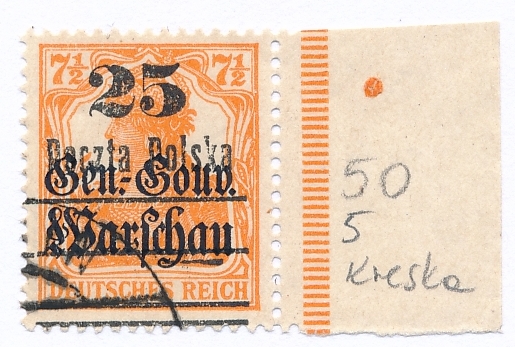 7½ 7½
25
Poczta Polska
Gen.-Gouv.
Warschau
DEUTSCHES REICH
50
5
Kreska